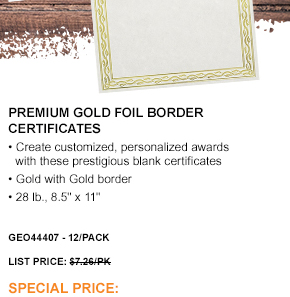 PREMIUM GOLD FOIL BORDER
CERTIFICATES
• Create customized, personalized awards
with these prestigious blank certificates
• Gold with Gold border
• 28 lb., 8.5" x 11"
GEO44407 - 12/PACK
LIST PRICE: $7.26/PK
SPECIAL PRICE: